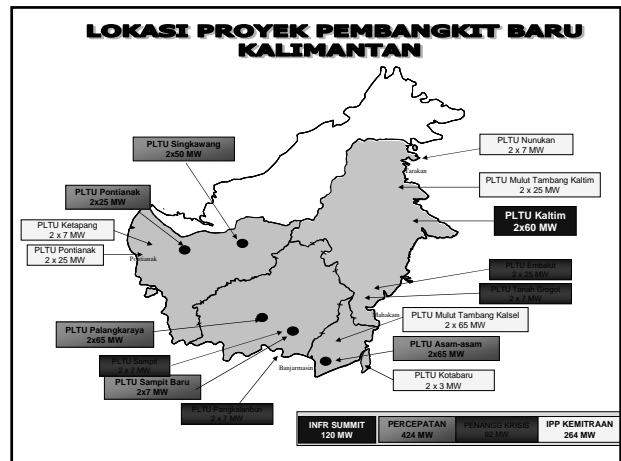 LOKASI PROYEK PEMBANGKIT BARU
KALIMANTAN
PLTU Singkawang
2x50 MW
PLTU Nunukan
2 x 7 MW
Tarakan
PLTU Mulut Tambang Kaltim
2 x 25 MW
PLTU Pontianak
2x25 MW
PLTU Kaltim
2x60 MW
PLTU Ketapang
2 x 7 MW
PLTU Pontianak
2 x 25 MW
Pontianak
PLTU Embalut
2 x 25 MW
PLTU Tanah Grogot
2 x 7 MW
Mahakam
PLTU Mulut Tambang Kalsel
2 x 65 MW
PLTU Palangkaraya
2x65 MW
PLTU Asam-asam
2x65 MW
PLTU Sampit
2 x 7 MW
PLTU Sampit Baru
2x7 MW
Banjarmasin
PLTU Kotabaru
2 x 3 MW
PLTU Pangkalanbun
2 x 7 MW
INFR SUMMIT
120 MW
PERCEPATAN
424 MW
PENANGG KRISIS
92 MW
IPP KEMITRAAN
264 MW